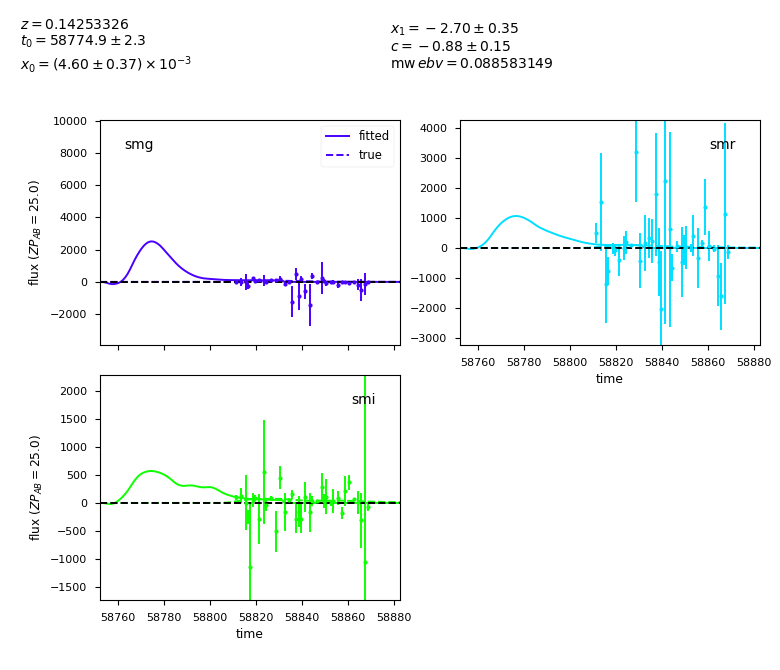 z = 0.14253326
t₀ = 58774.9 ± 2.3
x₀ = (4.60 ± 0.37) × 10⁻³
x₁ = −2.70 ± 0.35
c = −0.88 ± 0.15
mw ebv = 0.088583149
smg
fitted
true
flux (ZP_AB = 25.0)
10000
8000
6000
4000
2000
0
−2000
smr
4000
3000
2000
1000
0
−1000
−2000
−3000
58760 58780 58800 58820 58840 58860 58880
time
smi
flux (ZP_AB = 25.0)
2000
1500
1000
500
0
−500
−1000
−1500
58760 58780 58800 58820 58840 58860 58880
time